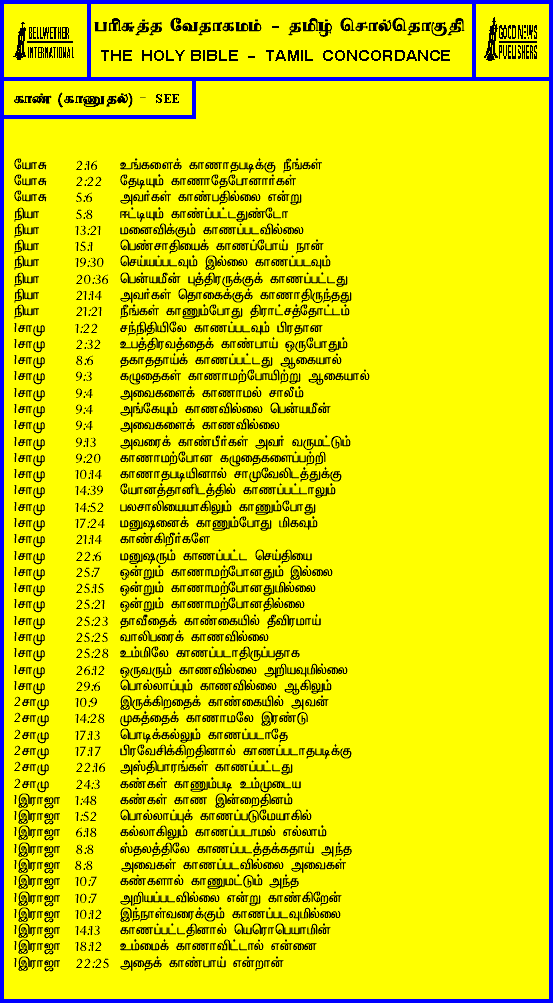 BELLWETHER
INTERNATIONAL
பரிசுத்த வேதாகமம் - தமிழ் சொல்தொகுதி
THE HOLY BIBLE - TAMIL CONCORDANCE
GOOD NEWS
PUBLISHERS
காண் (காணுதல்) - SEE
யோசு 2:16 உங்களைக் காணாதபடிக்கு நீங்கள்
யோசு 2:22 தேடியும் காணாதேபோனார்கள்
யோசு 5:6 அவர்கள் காண்பதில்லை என்று
நியா 5:8 ஈட்டியும் காண்ப்பட்டதுண்டோ
நியா 13:21 மனைவிக்கும் காணப்படவில்லை
நியா 15:1 பெண்சாதியைக் காணப்போய் நான்
நியா 19:30 செய்யப்படவும் இல்லை காணப்படவும்
நியா 20:36 பென்யமீன் புத்திரருக்குக் காணப்பட்டது
நியா 21:14 அவர்கள் தொகைக்குக் காணாதிருந்தது
நியா 21:21 நீங்கள் காணும்போது திராட்சத்தோட்டம்
1சாமு 1:22 சந்நிதியிலே காணப்படவும் பிரதான
1சாமு 2:32 உபத்திரவத்தைக் காண்பாய் ஒருபோதும்
1சாமு 8:6 தகாததாய்க் காணப்பட்டது ஆகையால்
1சாமு 9:3 கழுதைகள் காணாமற்போயிற்று ஆகையால்
1சாமு 9:4 அவைகளைக் காணாமல் சாலீம்
1சாமு 9:4 அங்கேயும் காணவில்லை பென்யமீன்
1சாமு 9:4 அவைகளைக் காணவில்லை
1சாமு 9:13 அவரைக் காண்பீர்கள் அவர் வருமட்டும்
1சாமு 9:20 காணாமற்போன கழுதைகளைப்பற்றி
1சாமு 10:14 காணாதபடியினால் சாமுவேலிடத்துக்கு
1சாமு 14:39 யோனத்தானிடத்தில் காணப்பட்டாலும்
1சாமு 14:52 பலசாலியையாகிலும் காணும்போது
1சாமு 17:24 மனுஷனைக் காணும்போது மிகவும்
1சாமு 21:14 காண்கிறீர்களே
1சாமு 22:6 மனுஷரும் காணப்பட்ட செய்தியை
1சாமு 25:7 ஒன்றும் காணாமற்போனதும் இல்லை
1சாமு 25:15 ஒன்றும் காணாமற்போனதுமில்லை
1சாமு 25:21 ஒன்றும் காணாமற்போனதில்லை
1சாமு 25:23 தாவீதைக் காண்கையில் தீவிரமாய்
1சாமு 25:25 வாலிபரைக் காணவில்லை
1சாமு 25:28 உம்மிலே காணப்படாதிருப்பதாக
1சாமு 26:12 ஒருவரும் காணவில்லை அறியவுமில்லை
1சாமு 29:6 பொல்லாப்பும் காணவில்லை ஆகிலும்
2சாமு 10:9 இருக்கிறதைக் காண்கையில் அவன்
2சாமு 14:28 முகத்தைக் காணாமலே இரண்டு
2சாமு 17:13 பொடிக்கல்லும் காணப்படாதே
2சாமு 17:17 பிரவேசிக்கிறதினால் காணப்படாதபடிக்கு
2சாமு 22:16 அஸ்திபாரங்கள் காணப்பட்டது
2சாமு 24:3 கண்கள் காணும்படி உம்முடைய
1இராஜா 1:48 கண்கள் காண இன்றைதினம்
1இராஜா 1:52 பொல்லாப்புக் காணப்படுமேயாகில்
1இராஜா 6:18 கல்லாகிலும் காணப்படாமல் எல்லாம்
1இராஜா 8:8 ஸ்தலத்திலே காணப்படத்தக்கதாய் அந்த
1இராஜா 8:8 அவைகள் காணப்படவில்லை அவைகள்
1இராஜா 10:7 கண்களால் காணுமட்டும் அந்த
1இராஜா 10:7 அறியப்படவில்லை என்று காண்கிறேன்
1இராஜா 10:12 இந்நாள்வரைக்கும் காணப்படவுமில்லை
1இராஜா 14:13 காணப்பட்டதினால் யெரொபெயாமின்
1இராஜா 18:12 உம்மைக் காணாவிட்டால் என்னை
1இராஜா 22:25 அதைக் காண்பாய் என்றான்